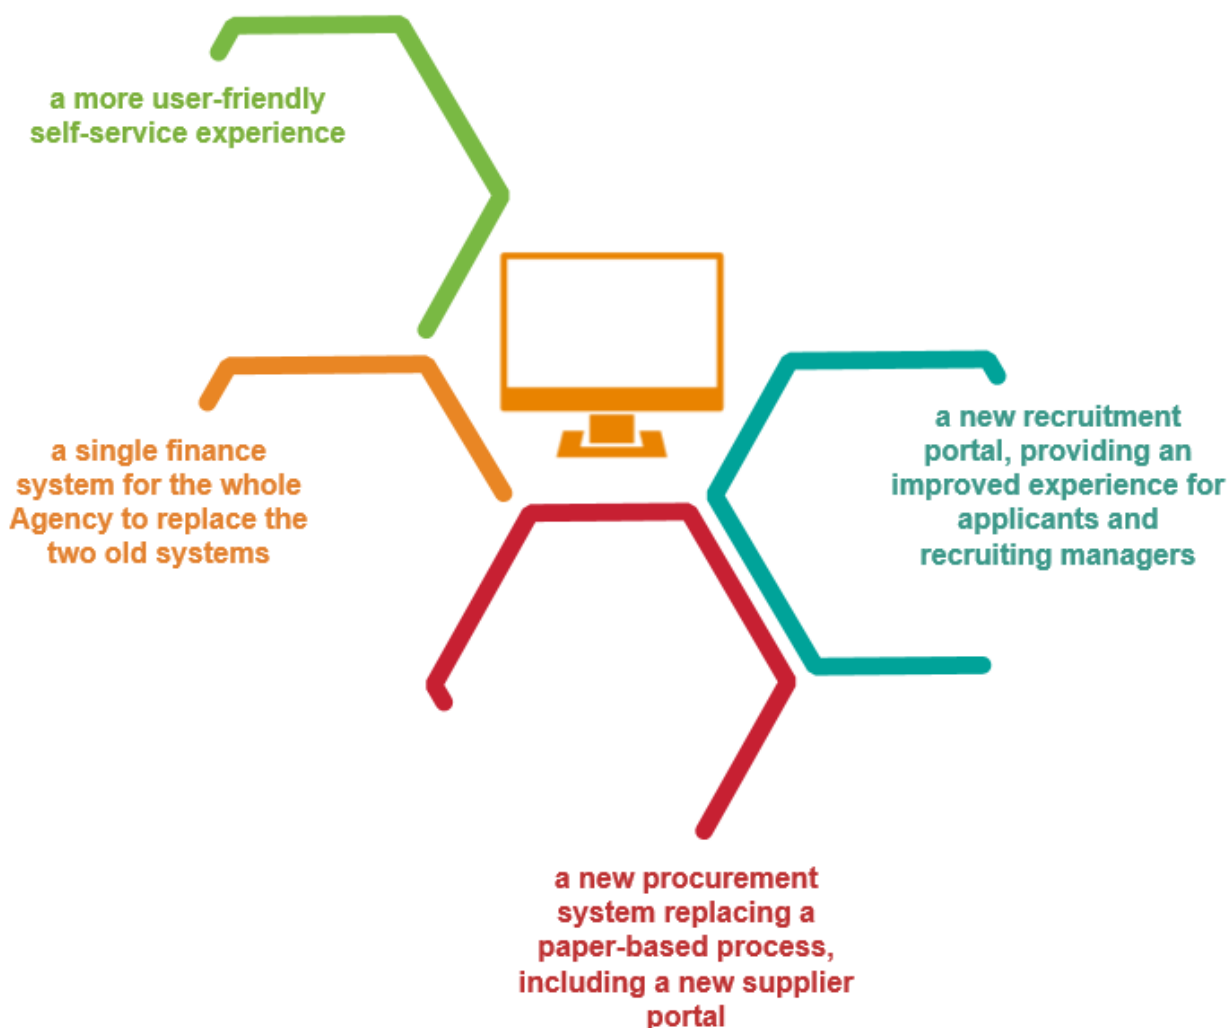 a more user-friendly
self-service experience
a single finance
system for the whole
Agency to replace the
two old systems
a new recruitment
portal, providing an
improved experience for
applicants and
recruiting managers
a new procurement
system replacing a
paper-based process,
including a new supplier
portal